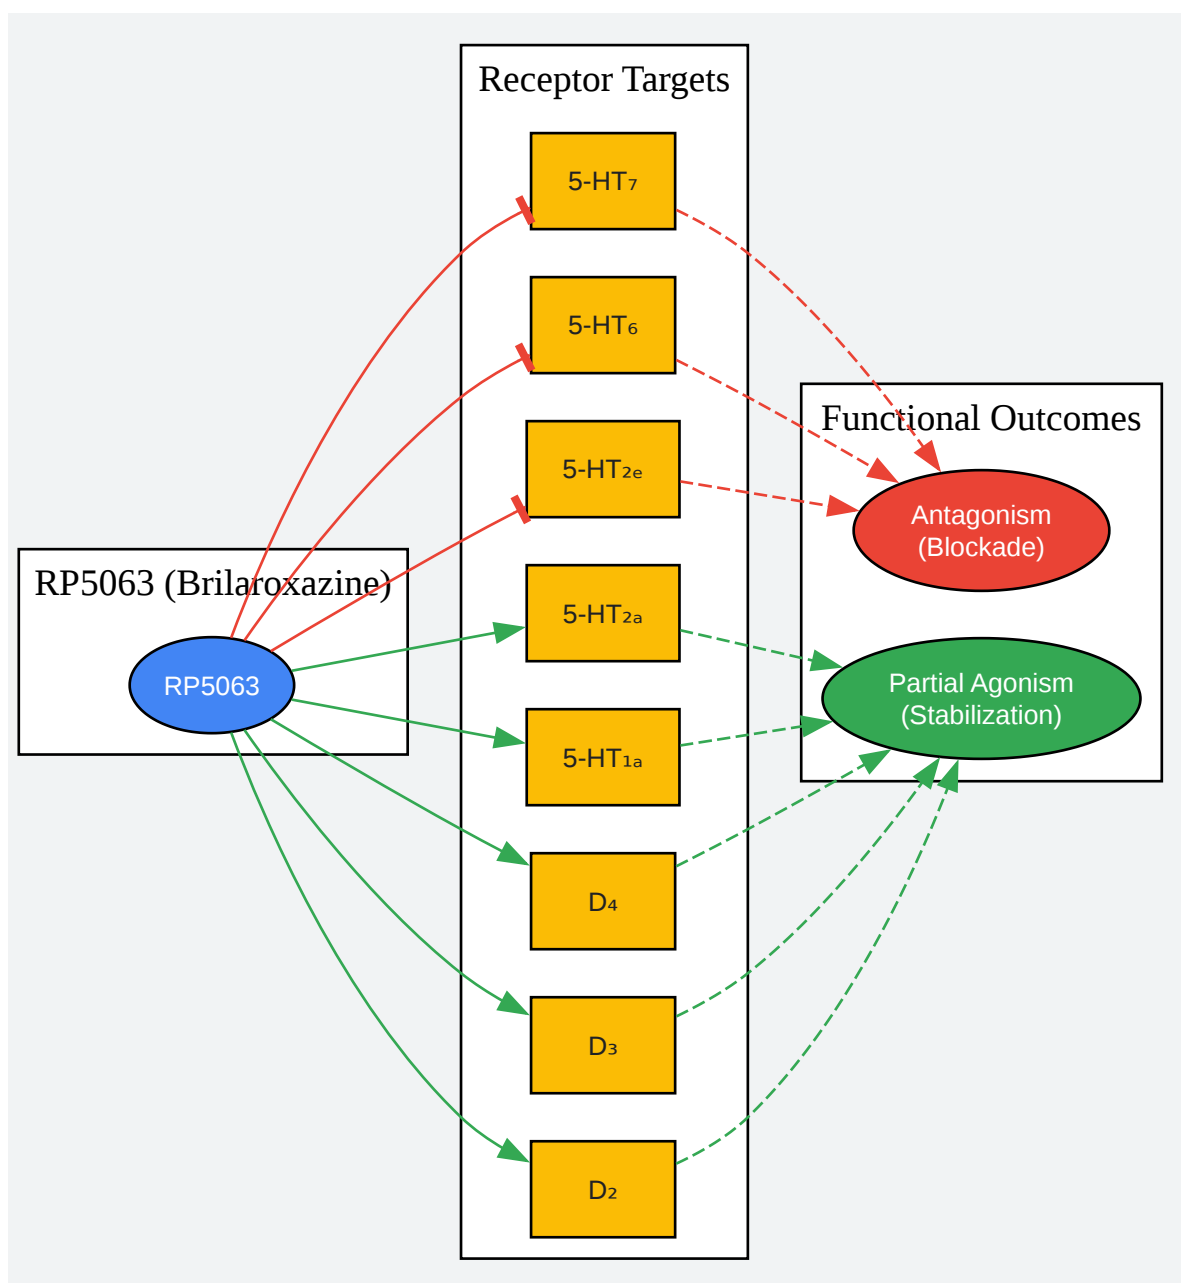 Receptor Targets
5-HT₇
5-HT₆
5-HT₂ₑ
5-HT₂ₐ
5-HT₁ₐ
D₄
D₃
D₂
RP5063 (Brilaroxazine)
RP5063
Functional Outcomes
Antagonism
(Blockade)
Partial Agonism
(Stabilization)